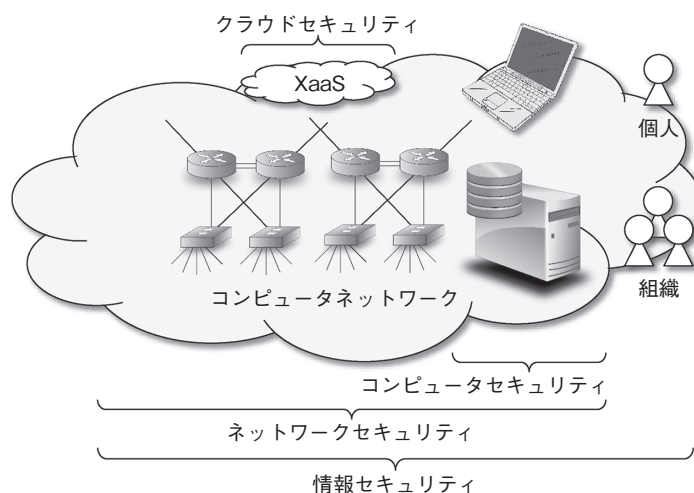 クラウドセキュリティ
XaaS
個人
コンピュータネットワーク
組織
コンピュータセキュリティ
ネットワークセキュリティ
情報セキュリティ